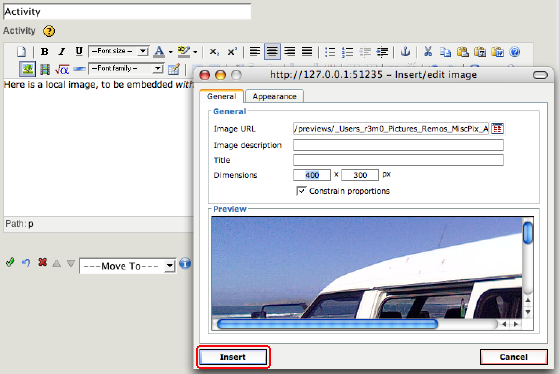 Activity
Activity
B I U --Font size-- A
x₂ x²
--Font family--
Here is a local image, to be embedded with
Path: p
---Move To---
http://127.0.0.1:51235 – Insert/edit image
General Appearance
General
Image URL /previews/_Users_r3m0_Pictures_Remos_MiscPix_A
Image description
Title
Dimensions 400 x 300 px
Constrain proportions
Preview
Insert Cancel